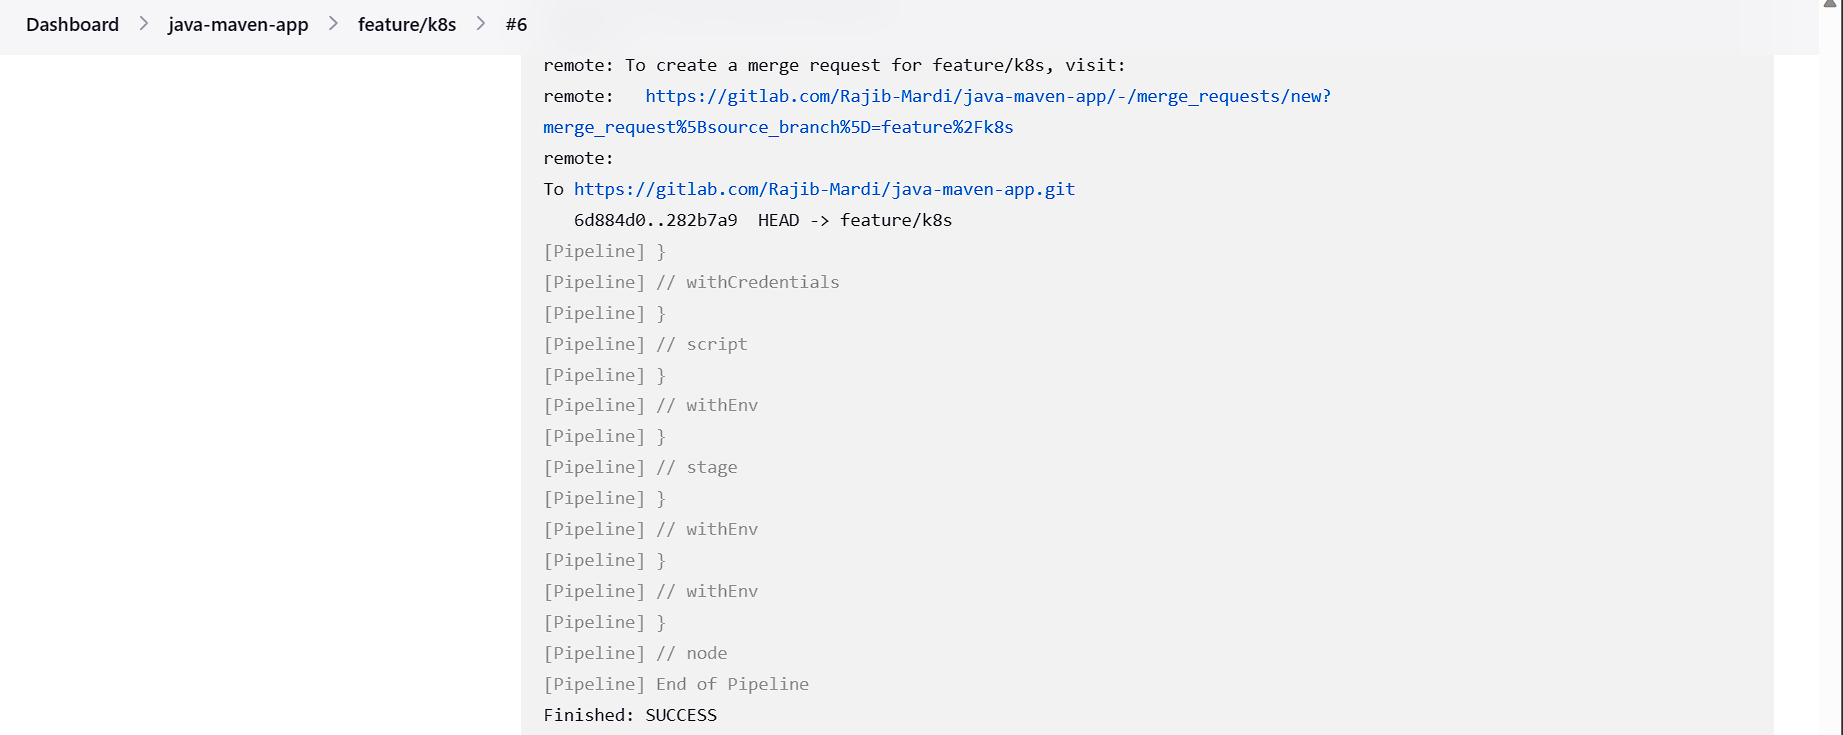 Dashboard > java-maven-app > feature/k8s > #6
remote: To create a merge request for feature/k8s, visit:
remote:   https://gitlab.com/Rajib-Mardi/java-maven-app/-/merge_requests/new?
merge_request%5Bsource_branch%5D=feature%2Fk8s
remote:
To https://gitlab.com/Rajib-Mardi/java-maven-app.git
   6d884d0..282b7a9  HEAD -> feature/k8s
[Pipeline] }
[Pipeline] // withCredentials
[Pipeline] }
[Pipeline] // script
[Pipeline] }
[Pipeline] // withEnv
[Pipeline] }
[Pipeline] // stage
[Pipeline] }
[Pipeline] // withEnv
[Pipeline] }
[Pipeline] // withEnv
[Pipeline] }
[Pipeline] // node
[Pipeline] End of Pipeline
Finished: SUCCESS